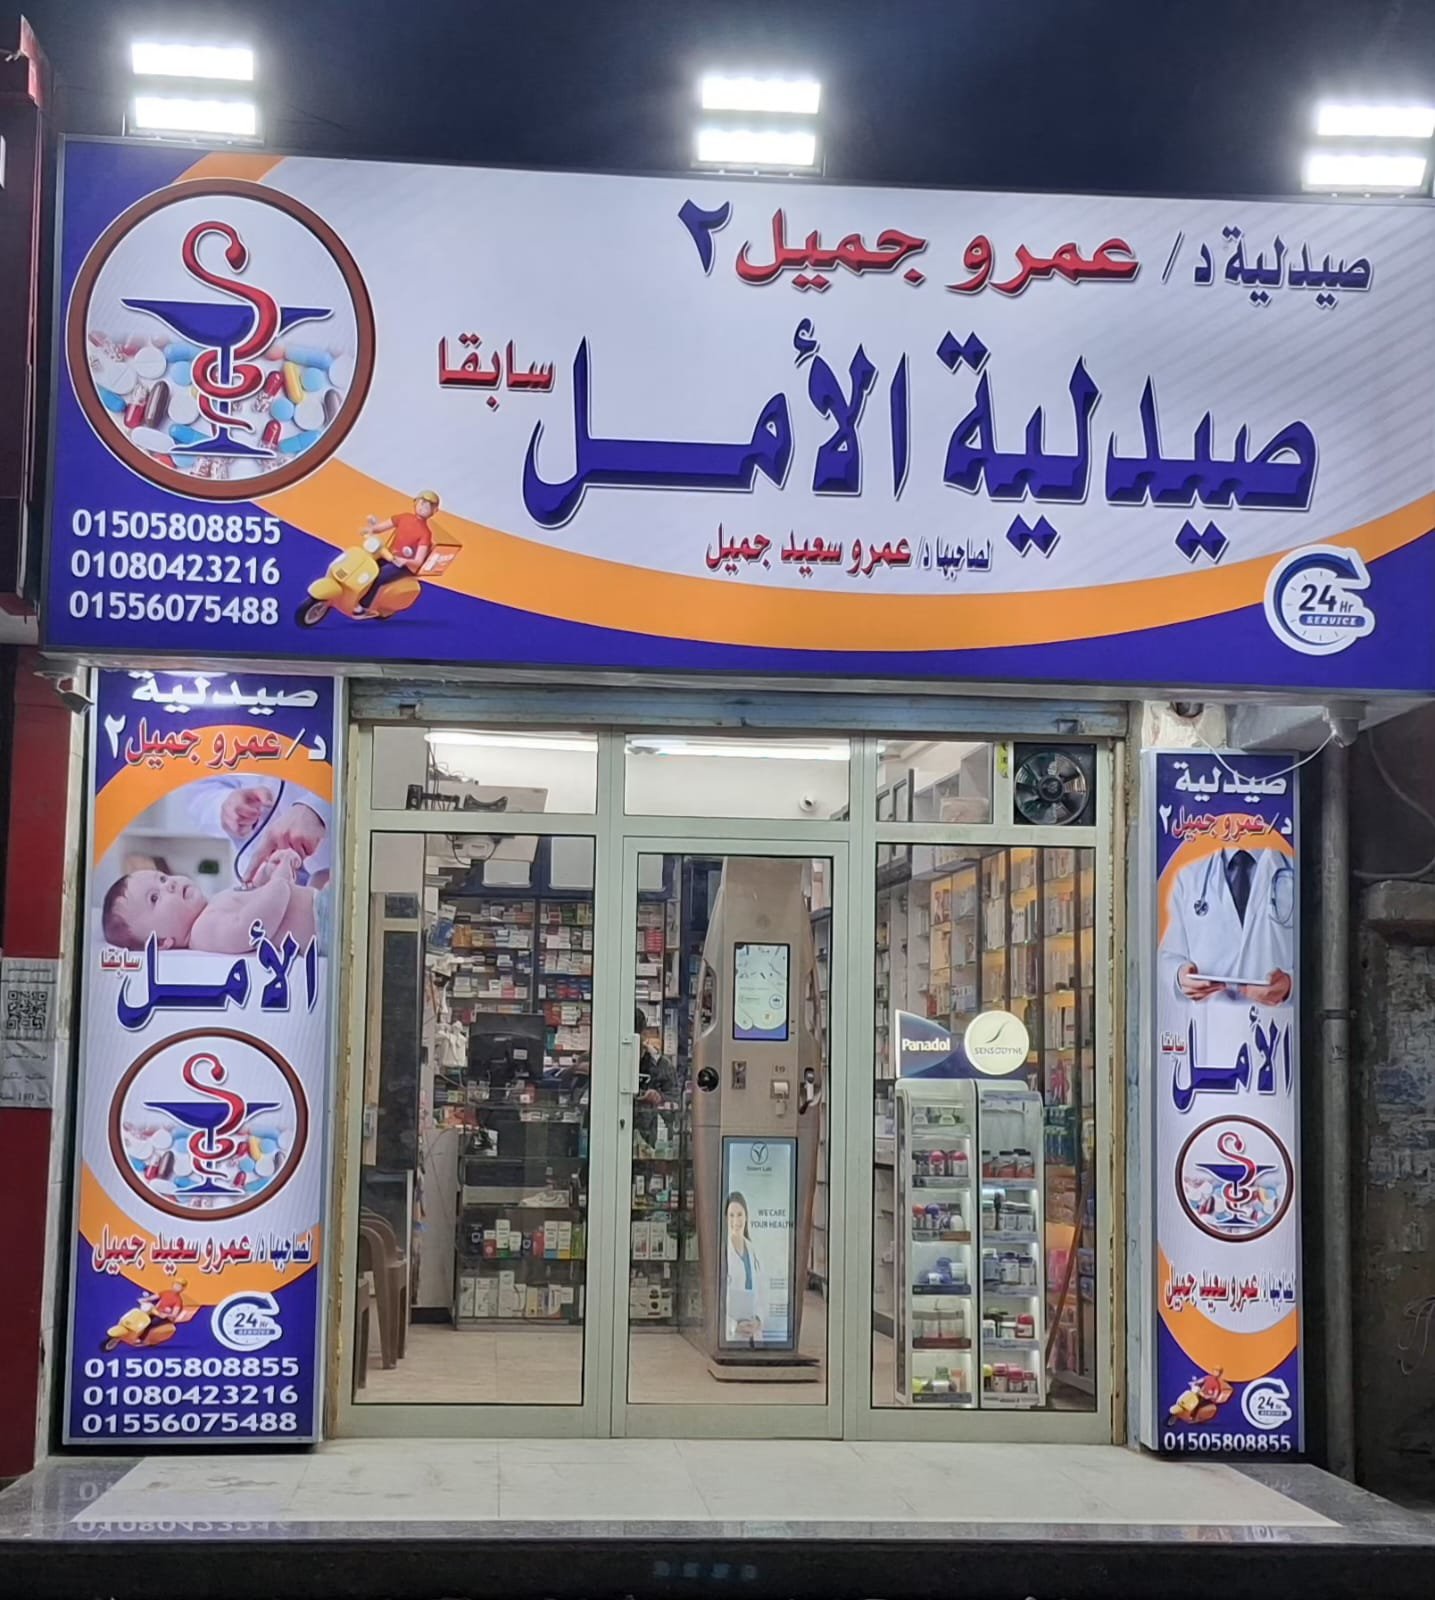 صيدلية د/ عمرو جميل ٢
صيدلية الأمل سابقا
لصاحبها د/ عمرو سعيد جميل
01505808855
01080423216
01556075488
24 Hr
SERVICE
صيدلية
د/ عمرو جميل ٢
الأمل
سابقا
لصاحبها د/ عمرو سعيد جميل
24 Hr
SERVICE
01505808855
01080423216
01556075488
Panadol
SENSODYNE
Smart Lab
WE CARE
YOUR HEALTH
صيدلية
د/ عمرو جميل ٢
الأمل
سابقا
لصاحبها د/ عمرو سعيد جميل
24 Hr
SERVICE
01505808855